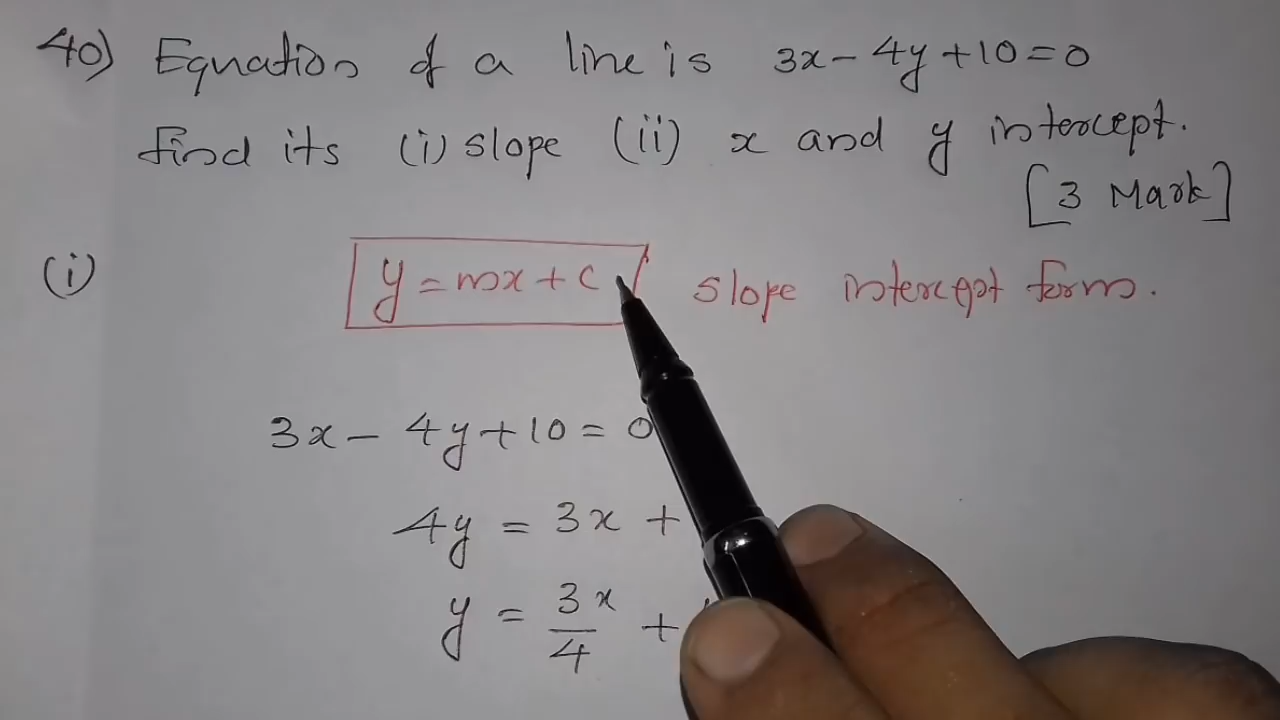 40) Equation of a line is 3x - 4y + 10 = 0
find its (i) slope (ii) x and y intercept.
[3 Mark]
(i) y = mx + c slope intercept form.
3x - 4y + 10 = 0
4y = 3x +
y = 3x/4 +